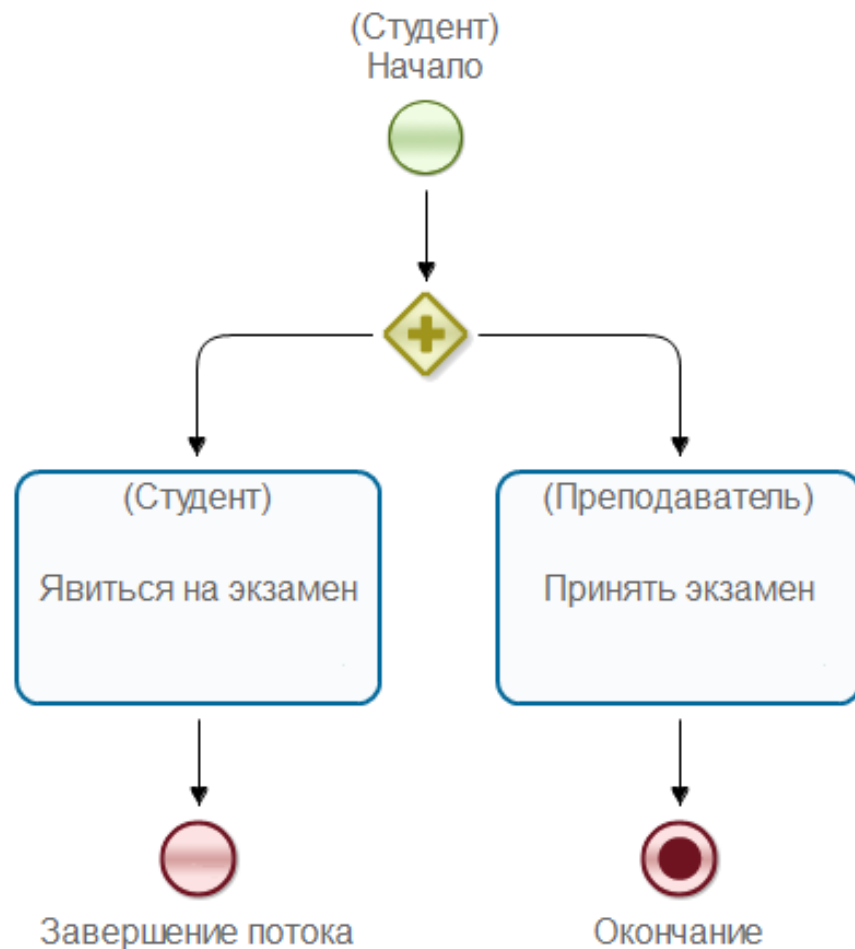 (Студент)
Начало
(Студент)
Явиться на экзамен
(Преподаватель)
Принять экзамен
Завершение потока
Окончание